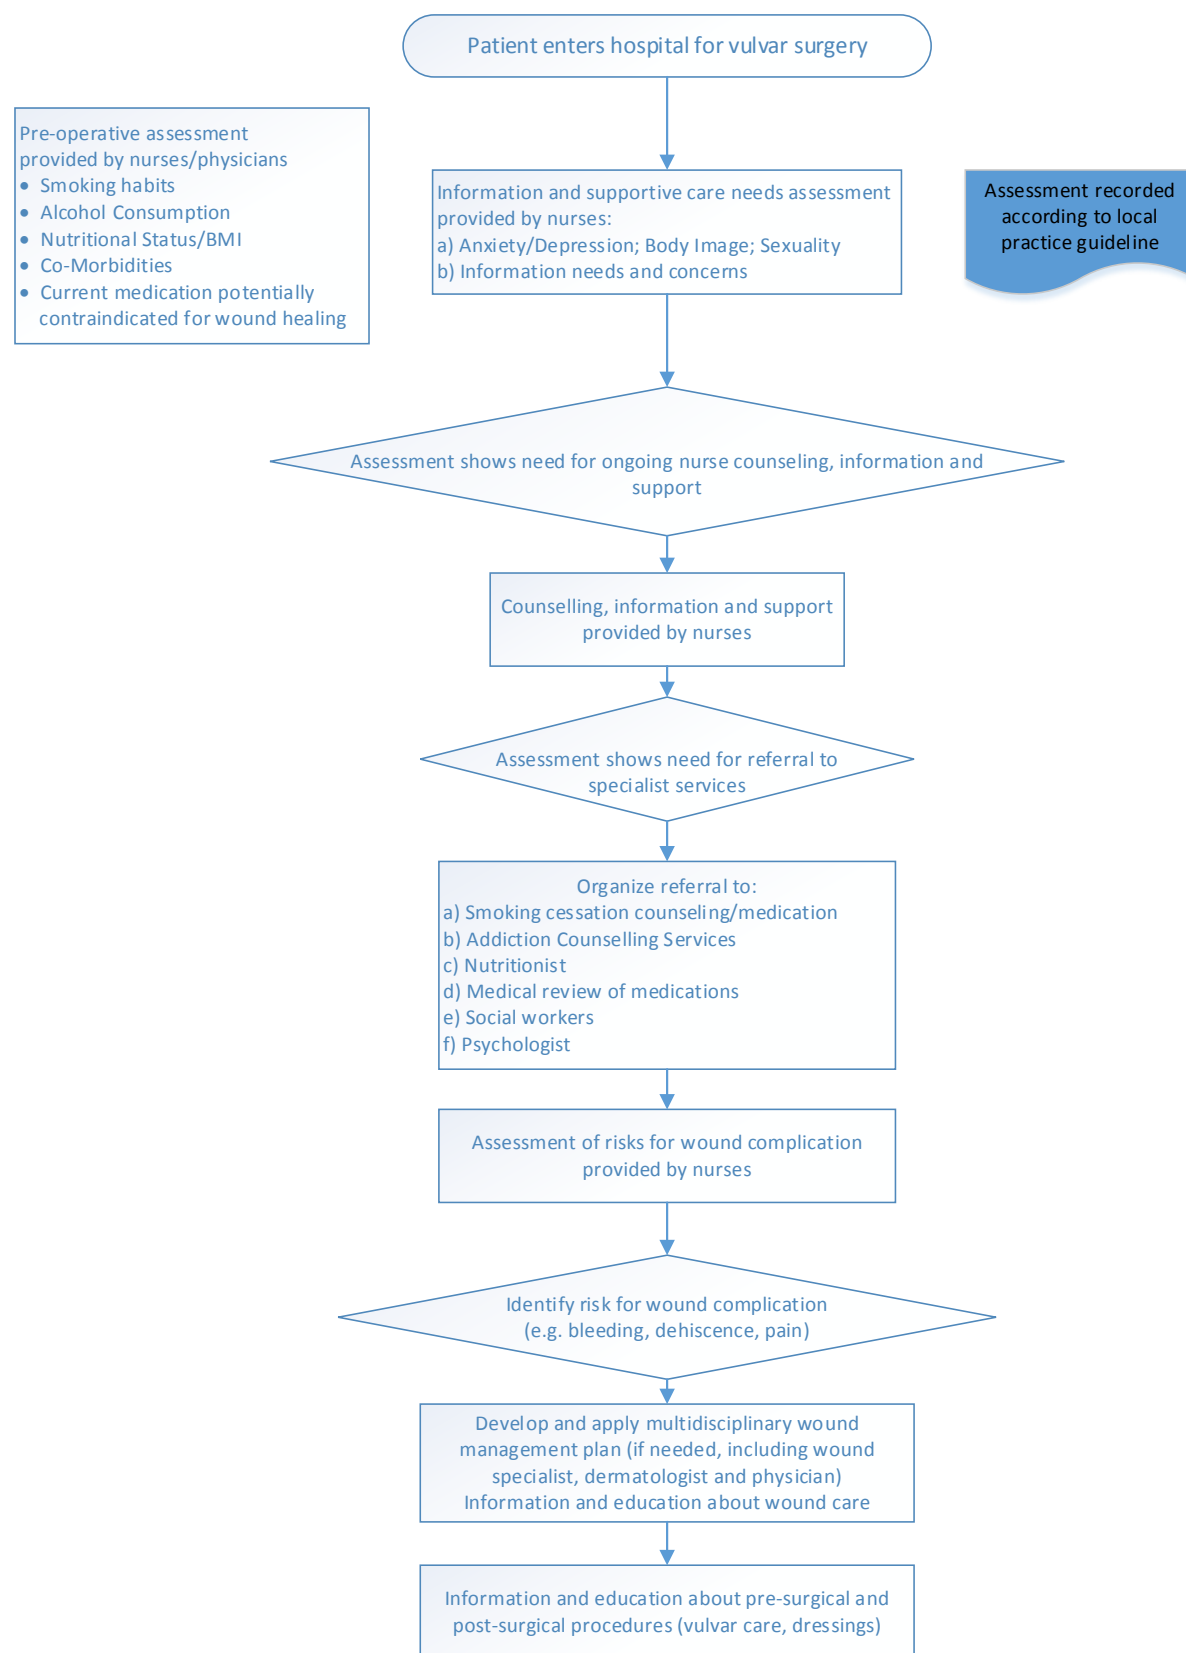 Patient enters hospital for vulvar surgery
Pre-operative assessment
provided by nurses/physicians
• Smoking habits
• Alcohol Consumption
• Nutritional Status/BMI
• Co-Morbidities
• Current medication potentially
contraindicated for wound healing
Information and supportive care needs assessment
provided by nurses:
a) Anxiety/Depression; Body Image; Sexuality
b) Information needs and concerns
Assessment recorded
according to local
practice guideline
Assessment shows need for ongoing nurse counseling, information and
support
Counselling, information and support
provided by nurses
Assessment shows need for referral to
specialist services
Organize referral to:
a) Smoking cessation counseling/medication
b) Addiction Counselling Services
c) Nutritionist
d) Medical review of medications
e) Social workers
f) Psychologist
Assessment of risks for wound complication
provided by nurses
Identify risk for wound complication
(e.g. bleeding, dehiscence, pain)
Develop and apply multidisciplinary wound
management plan (if needed, including wound
specialist, dermatologist and physician)
Information and education about wound care
Information and education about pre-surgical and
post-surgical procedures (vulvar care, dressings)